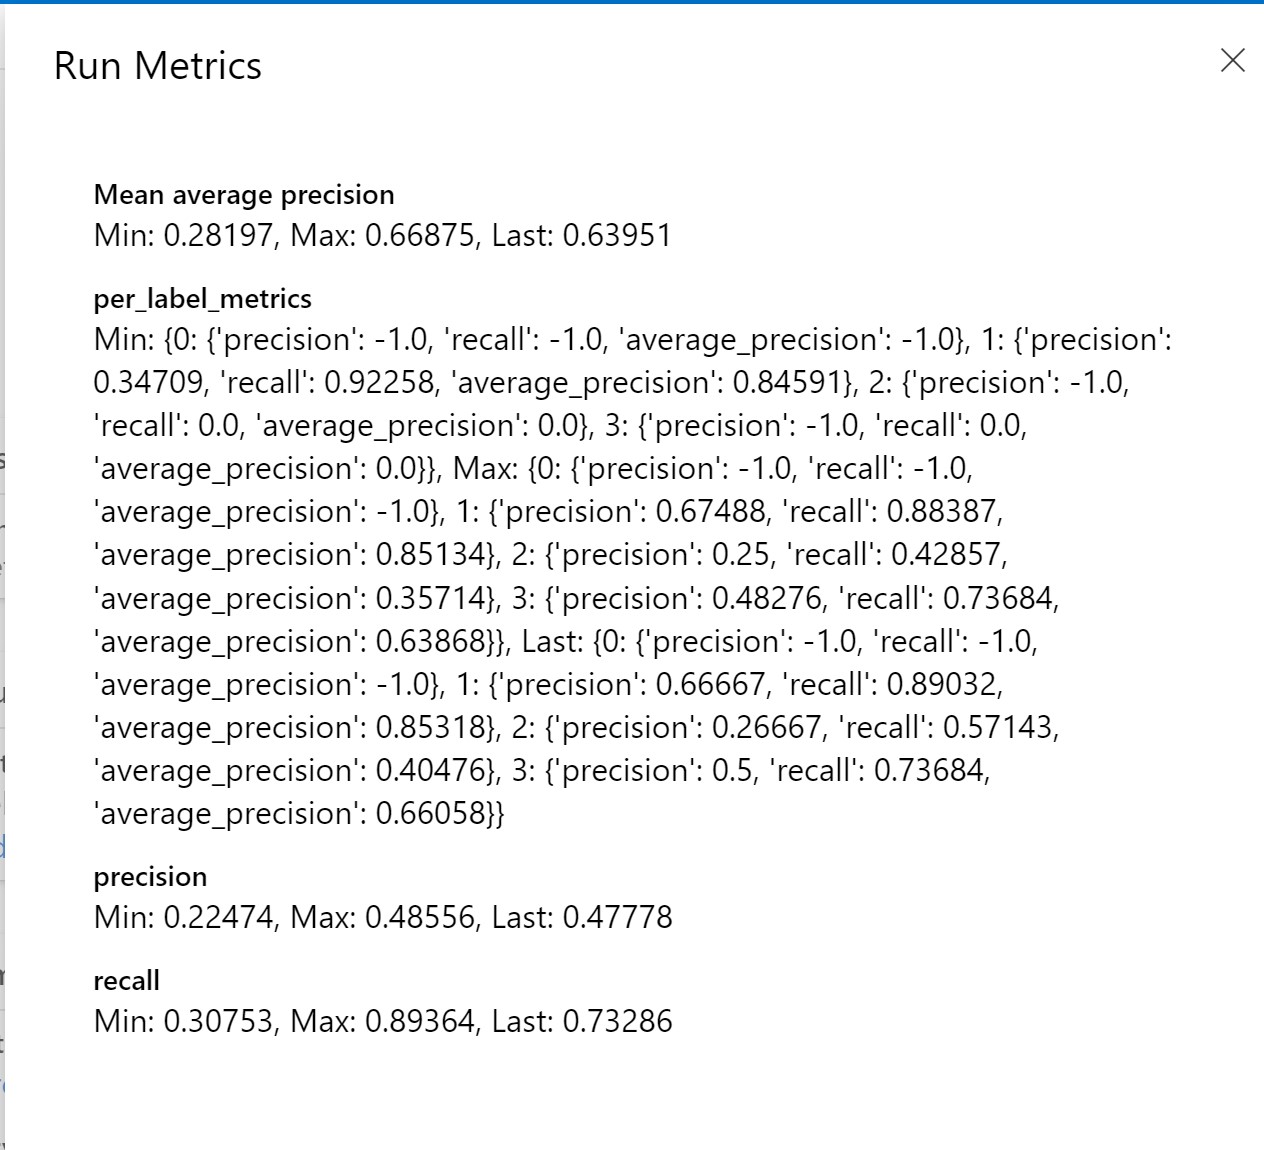 Run Metrics
Mean average precision
Min: 0.28197, Max: 0.66875, Last: 0.63951
per_label_metrics
Min: {0: {'precision': -1.0, 'recall': -1.0, 'average_precision': -1.0}, 1: {'precision':
0.34709, 'recall': 0.92258, 'average_precision': 0.84591}, 2: {'precision': -1.0,
'recall': 0.0, 'average_precision': 0.0}, 3: {'precision': -1.0, 'recall': 0.0,
'average_precision': 0.0}}, Max: {0: {'precision': -1.0, 'recall': -1.0,
'average_precision': -1.0}, 1: {'precision': 0.67488, 'recall': 0.88387,
'average_precision': 0.85134}, 2: {'precision': 0.25, 'recall': 0.42857,
'average_precision': 0.35714}, 3: {'precision': 0.48276, 'recall': 0.73684,
'average_precision': 0.63868}}, Last: {0: {'precision': -1.0, 'recall': -1.0,
'average_precision': -1.0}, 1: {'precision': 0.66667, 'recall': 0.89032,
'average_precision': 0.85318}, 2: {'precision': 0.26667, 'recall': 0.57143,
'average_precision': 0.40476}, 3: {'precision': 0.5, 'recall': 0.73684,
'average_precision': 0.66058}}
precision
Min: 0.22474, Max: 0.48556, Last: 0.47778
recall
Min: 0.30753, Max: 0.89364, Last: 0.73286